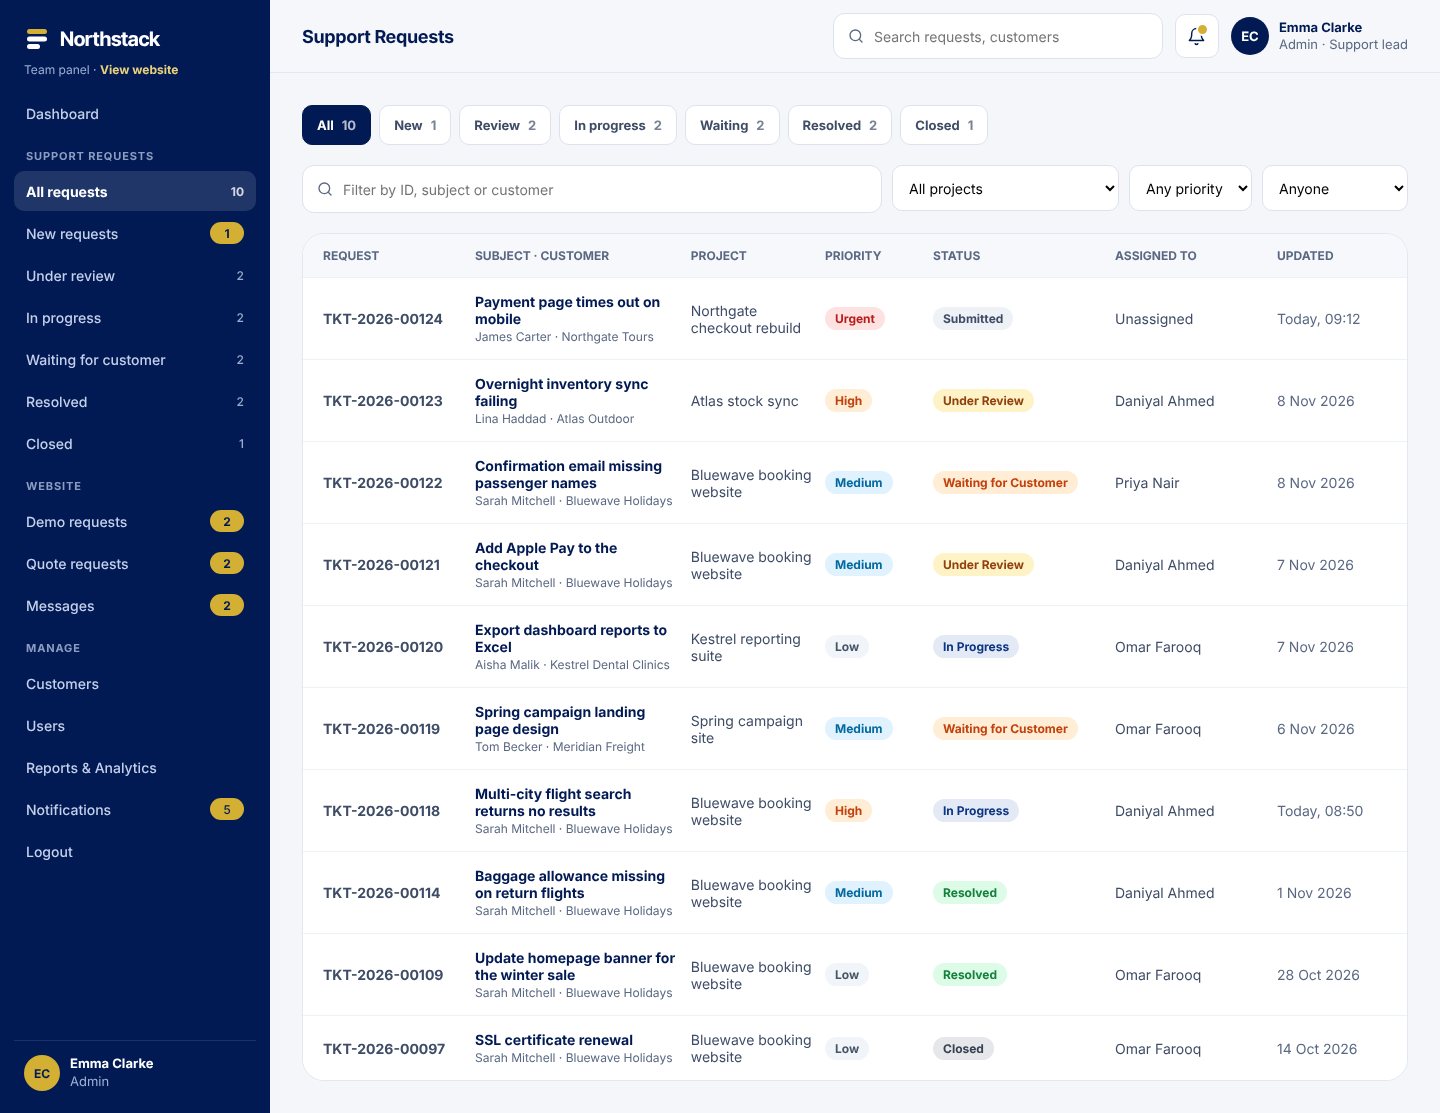 Northstack
Team panel · View website
Dashboard
SUPPORT REQUESTS
All requests 10
New requests 1
Under review 2
In progress 2
Waiting for customer 2
Resolved 2
Closed 1
WEBSITE
Demo requests 2
Quote requests 2
Messages 2
MANAGE
Customers
Users
Reports & Analytics
Notifications 5
Logout
EC
Emma Clarke
Admin
Support Requests
Search requests, customers
EC
Emma Clarke
Admin · Support lead
All 10 New 1 Review 2 In progress 2 Waiting 2 Resolved 2 Closed 1
Filter by ID, subject or customer All projects Any priority Anyone
REQUEST SUBJECT · CUSTOMER PROJECT PRIORITY STATUS ASSIGNED TO UPDATED
TKT-2026-00124
Payment page times out on
mobile
James Carter · Northgate Tours
Northgate
checkout rebuild
Urgent Submitted Unassigned Today, 09:12
TKT-2026-00123
Overnight inventory sync
failing
Lina Haddad · Atlas Outdoor
Atlas stock sync High Under Review Daniyal Ahmed 8 Nov 2026
TKT-2026-00122
Confirmation email missing
passenger names
Sarah Mitchell · Bluewave Holidays
Bluewave booking
website
Medium Waiting for Customer Priya Nair 8 Nov 2026
TKT-2026-00121
Add Apple Pay to the
checkout
Sarah Mitchell · Bluewave Holidays
Bluewave booking
website
Medium Under Review Daniyal Ahmed 7 Nov 2026
TKT-2026-00120
Export dashboard reports to
Excel
Aisha Malik · Kestrel Dental Clinics
Kestrel reporting
suite
Low In Progress Omar Farooq 7 Nov 2026
TKT-2026-00119
Spring campaign landing
page design
Tom Becker · Meridian Freight
Spring campaign
site
Medium Waiting for Customer Omar Farooq 6 Nov 2026
TKT-2026-00118
Multi-city flight search
returns no results
Sarah Mitchell · Bluewave Holidays
Bluewave booking
website
High In Progress Daniyal Ahmed Today, 08:50
TKT-2026-00114
Baggage allowance missing
on return flights
Sarah Mitchell · Bluewave Holidays
Bluewave booking
website
Medium Resolved Daniyal Ahmed 1 Nov 2026
TKT-2026-00109
Update homepage banner for
the winter sale
Sarah Mitchell · Bluewave Holidays
Bluewave booking
website
Low Resolved Omar Farooq 28 Oct 2026
TKT-2026-00097
SSL certificate renewal
Sarah Mitchell · Bluewave Holidays
Bluewave booking
website
Low Closed Omar Farooq 14 Oct 2026